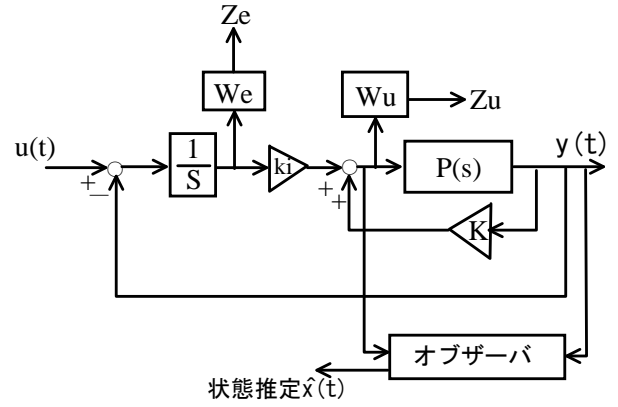 Ze
We
Wu
Zu
u(t)
+
−
1
S
ki
+
+
P(s)
y(t)
K
オブザーバ
状態推定x̂(t)